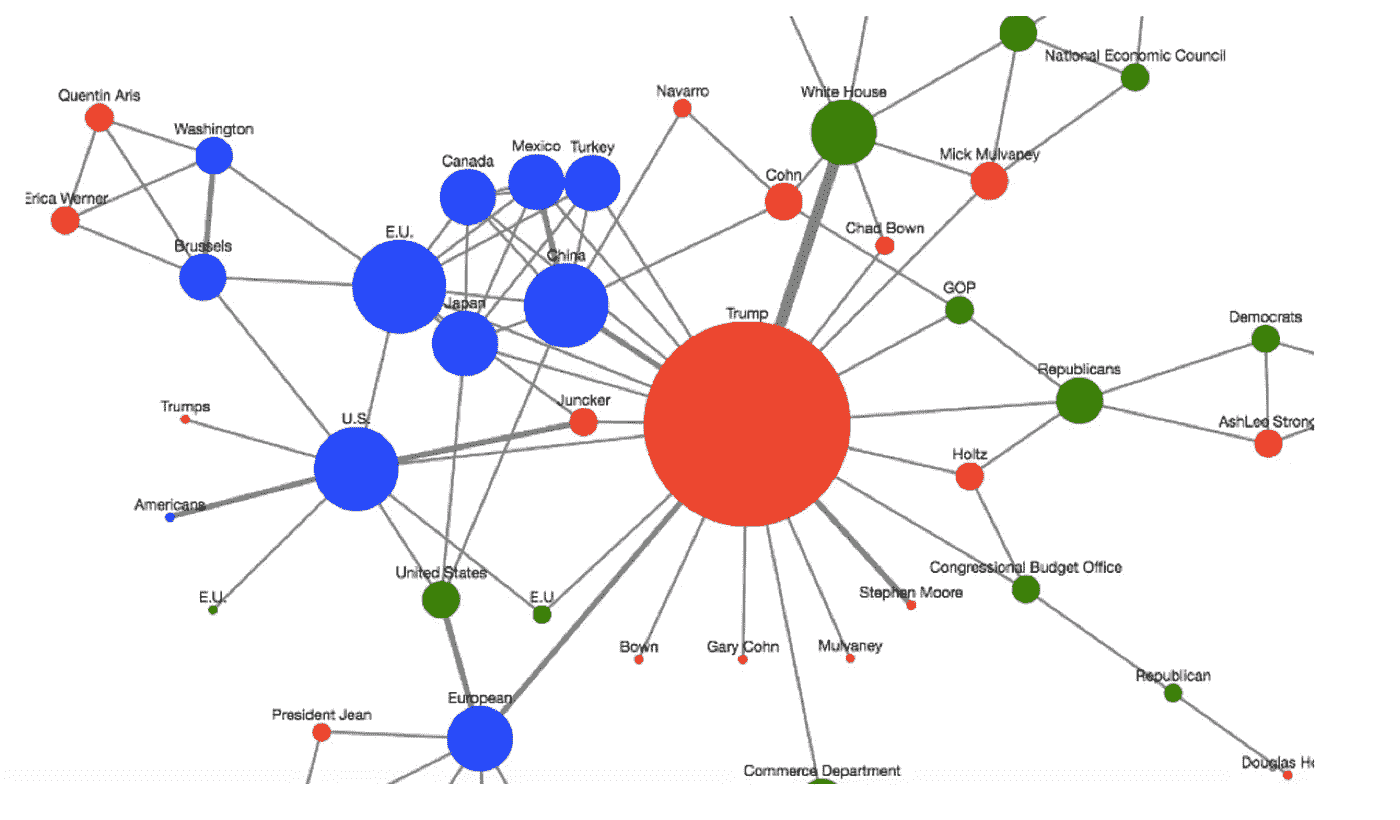 National Economic Council
Quentin Aris
Navarro
White House
Washington
Mexico
Turkey
Canada
Mick Mulvaney
Cohn
Erica Werner
Chad Bown
E.U.
Brussels
China
GOP
Japan
Trump
Democrats
Republicans
Juncker
Trumps
U.S.
AshLee Strong
Holtz
Americans
Congressional Budget Office
United States
Stephan Moore
E.U.
E.U
Bown
Gary Cohn
Mulvaney
Republican
European
President Jean
Commerce Department
Douglas